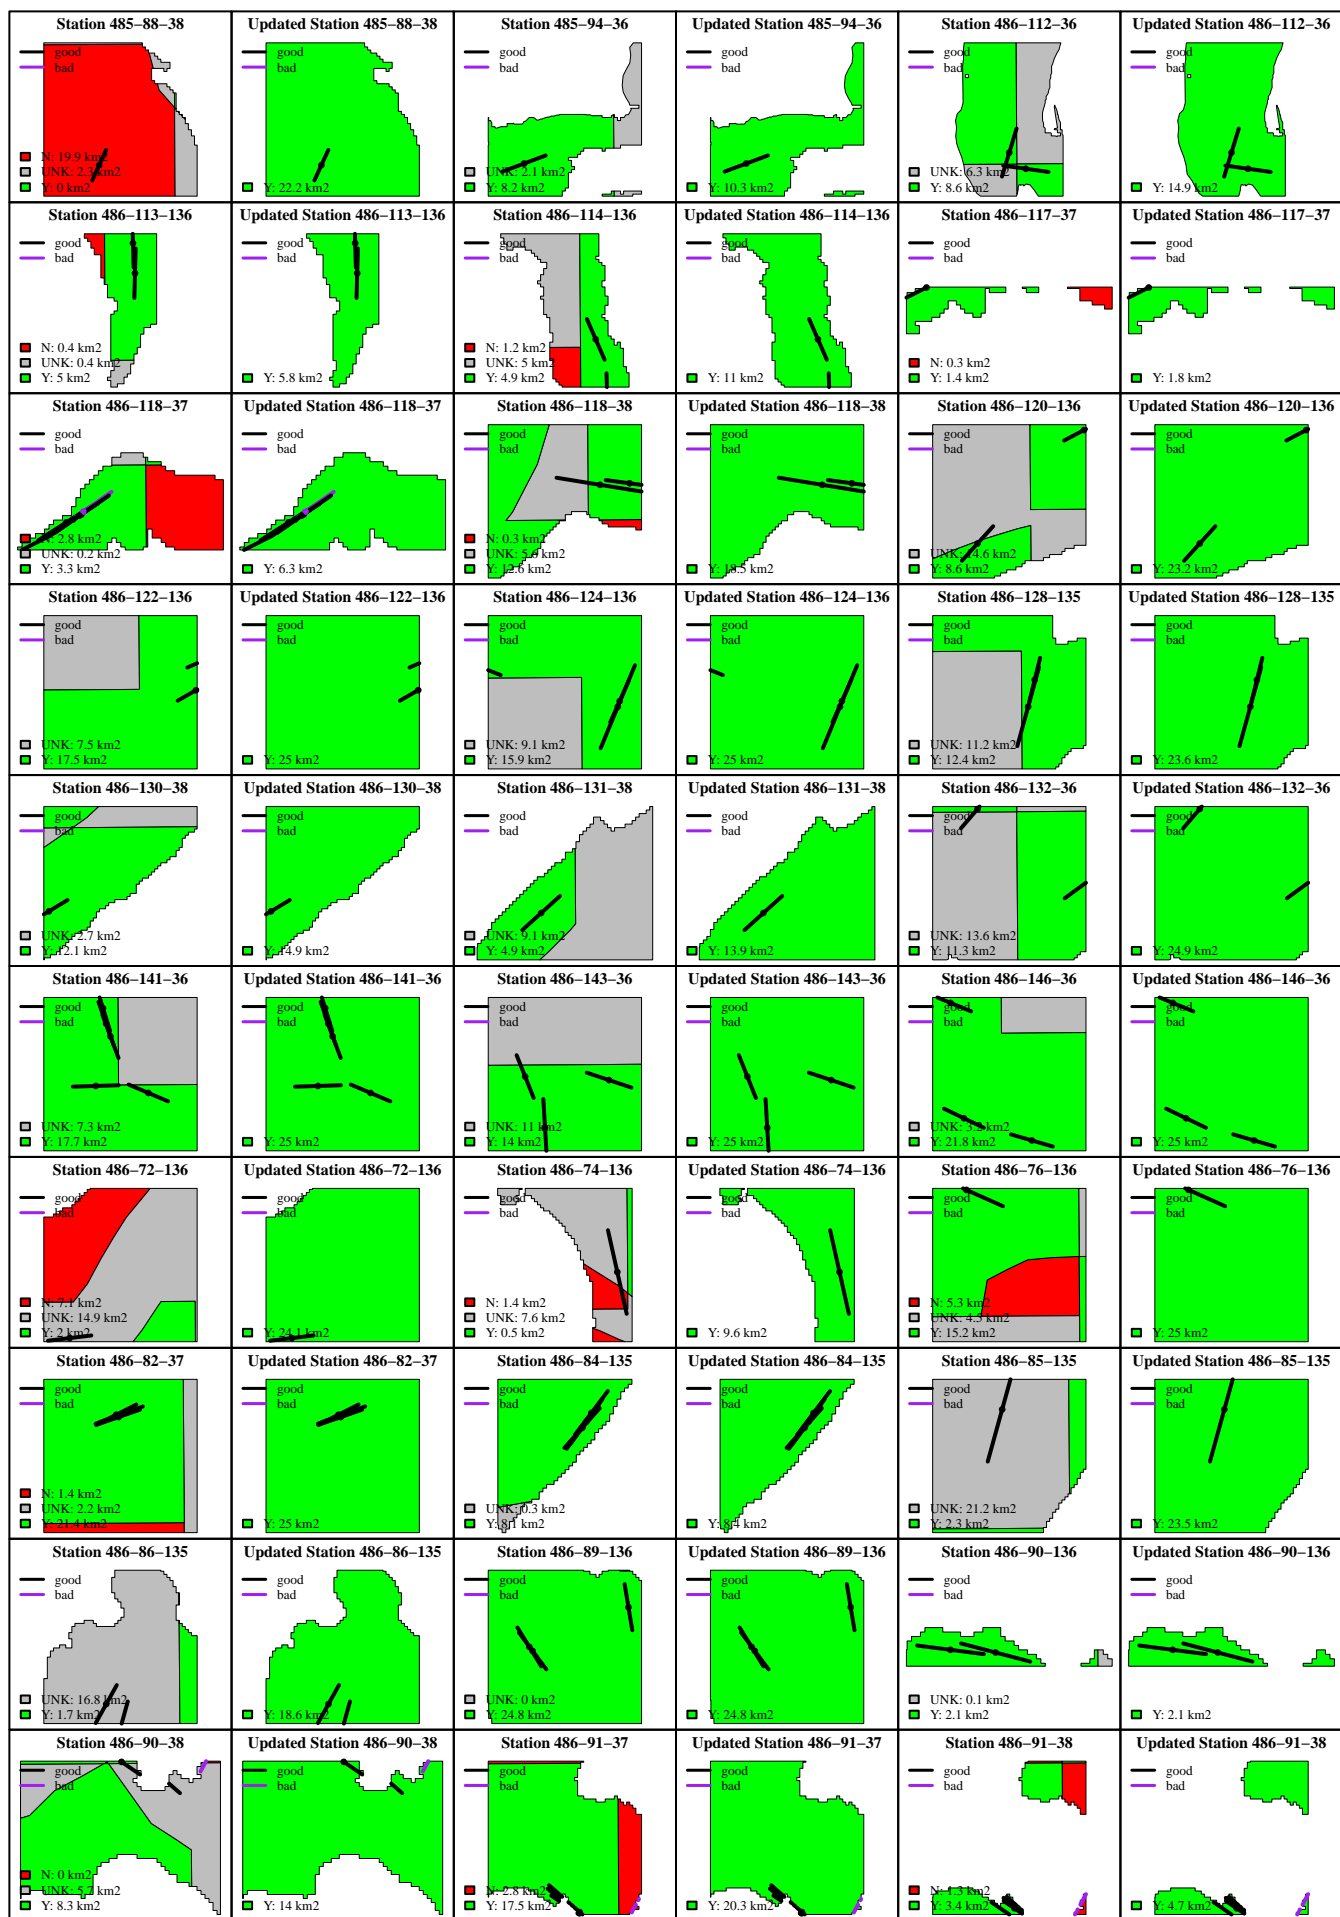 Station 485−88−38
good
bad
N: 19.9 km2
UNK: 2.3 km2
Y: 0 km2
Updated Station 485−88−38
good
bad
Y: 22.2 km2
Station 485−94−36
good
bad
UNK: 2.1 km2
Y: 8.2 km2
Updated Station 485−94−36
good
bad
Y: 10.3 km2
Station 486−112−36
good
bad
UNK: 6.3 km2
Y: 8.6 km2
Updated Station 486−112−36
good
bad
Y: 14.9 km2
Station 486−113−136
good
bad
N: 0.4 km2
UNK: 0.4 km2
Y: 5 km2
Updated Station 486−113−136
good
bad
Y: 5.8 km2
Station 486−114−136
good
bad
N: 1.2 km2
UNK: 5 km2
Y: 4.9 km2
Updated Station 486−114−136
good
bad
Y: 11 km2
Station 486−117−37
good
bad
N: 0.3 km2
Y: 1.4 km2
Updated Station 486−117−37
good
bad
Y: 1.8 km2
Station 486−118−37
good
bad
N: 2.8 km2
UNK: 0.2 km2
Y: 3.3 km2
Updated Station 486−118−37
good
bad
Y: 6.3 km2
Station 486−118−38
good
bad
N: 0.3 km2
UNK: 5.6 km2
Y: 12.6 km2
Updated Station 486−118−38
good
bad
Y: 18.5 km2
Station 486−120−136
good
bad
UNK: 14.6 km2
Y: 8.6 km2
Updated Station 486−120−136
good
bad
Y: 23.2 km2
Station 486−122−136
good
bad
UNK: 7.5 km2
Y: 17.5 km2
Updated Station 486−122−136
good
bad
Y: 25 km2
Station 486−124−136
good
bad
UNK: 9.1 km2
Y: 15.9 km2
Updated Station 486−124−136
good
bad
Y: 25 km2
Station 486−128−135
good
bad
UNK: 11.2 km2
Y: 12.4 km2
Updated Station 486−128−135
good
bad
Y: 23.6 km2
Station 486−130−38
good
bad
UNK: 2.7 km2
Y: 12.1 km2
Updated Station 486−130−38
good
bad
Y: 14.9 km2
Station 486−131−38
good
bad
UNK: 9.1 km2
Y: 4.9 km2
Updated Station 486−131−38
good
bad
Y: 13.9 km2
Station 486−132−36
good
bad
UNK: 13.6 km2
Y: 11.3 km2
Updated Station 486−132−36
good
bad
Y: 24.9 km2
Station 486−141−36
good
bad
UNK: 7.3 km2
Y: 17.7 km2
Updated Station 486−141−36
good
bad
Y: 25 km2
Station 486−143−36
good
bad
UNK: 11 km2
Y: 14 km2
Updated Station 486−143−36
good
bad
Y: 25 km2
Station 486−146−36
good
bad
UNK: 3.2 km2
Y: 21.8 km2
Updated Station 486−146−36
good
bad
Y: 25 km2
Station 486−72−136
good
bad
N: 7.1 km2
UNK: 14.9 km2
Y: 2 km2
Updated Station 486−72−136
good
bad
Y: 24.1 km2
Station 486−74−136
good
bad
N: 1.4 km2
UNK: 7.6 km2
Y: 0.5 km2
Updated Station 486−74−136
good
bad
Y: 9.6 km2
Station 486−76−136
good
bad
N: 5.3 km2
UNK: 4.5 km2
Y: 15.2 km2
Updated Station 486−76−136
good
bad
Y: 25 km2
Station 486−82−37
good
bad
N: 1.4 km2
UNK: 2.2 km2
Y: 21.4 km2
Updated Station 486−82−37
good
bad
Y: 25 km2
Station 486−84−135
good
bad
UNK: 0.3 km2
Y: 8.1 km2
Updated Station 486−84−135
good
bad
Y: 8.4 km2
Station 486−85−135
good
bad
UNK: 21.2 km2
Y: 2.3 km2
Updated Station 486−85−135
good
bad
Y: 23.5 km2
Station 486−86−135
good
bad
UNK: 16.8 km2
Y: 1.7 km2
Updated Station 486−86−135
good
bad
Y: 18.6 km2
Station 486−89−136
good
bad
UNK: 0 km2
Y: 24.8 km2
Updated Station 486−89−136
good
bad
Y: 24.8 km2
Station 486−90−136
good
bad
UNK: 0.1 km2
Y: 2.1 km2
Updated Station 486−90−136
good
bad
Y: 2.1 km2
Station 486−90−38
good
bad
N: 0 km2
UNK: 5.7 km2
Y: 8.3 km2
Updated Station 486−90−38
good
bad
Y: 14 km2
Station 486−91−37
good
bad
N: 2.8 km2
Y: 17.5 km2
Updated Station 486−91−37
good
bad
Y: 20.3 km2
Station 486−91−38
good
bad
N: 1.3 km2
Y: 3.4 km2
Updated Station 486−91−38
good
bad
Y: 4.7 km2